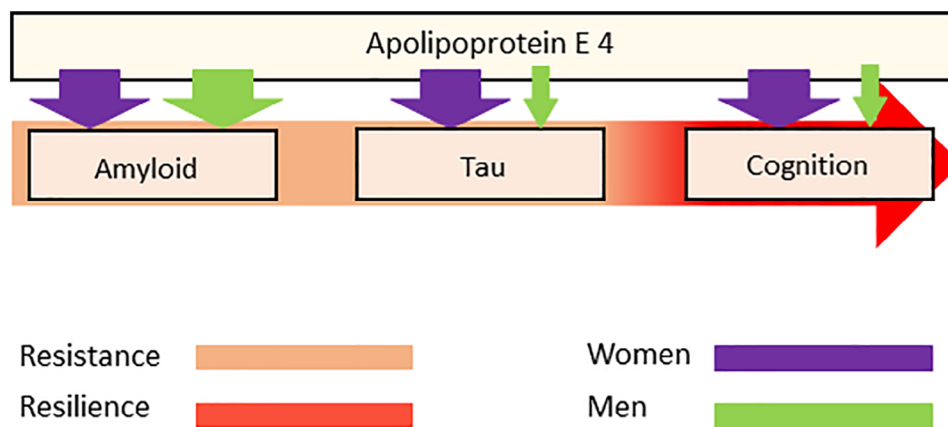 Apolipoprotein E 4
Amyloid
Tau
Cognition
Resistance
Women
Resilience
Men